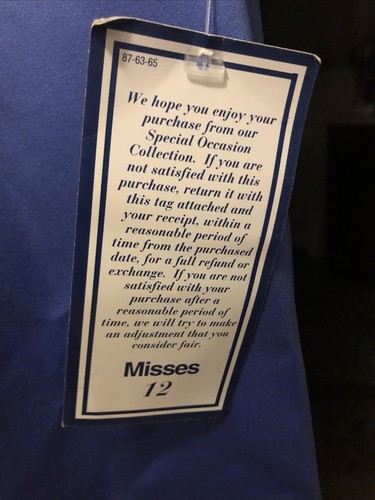 87-63-65
We hope you enjoy your
purchase from our
Special Occasion
Collection. If you are
not satisfied with this
purchase, return it with
this tag attached and
your receipt, within a
reasonable period of
time from the purchased
date, for a full refund or
exchange. If you are not
satisfied with your
purchase after a
reasonable period of
time, we will try to make
an adjustment that you
consider fair.
Misses
12